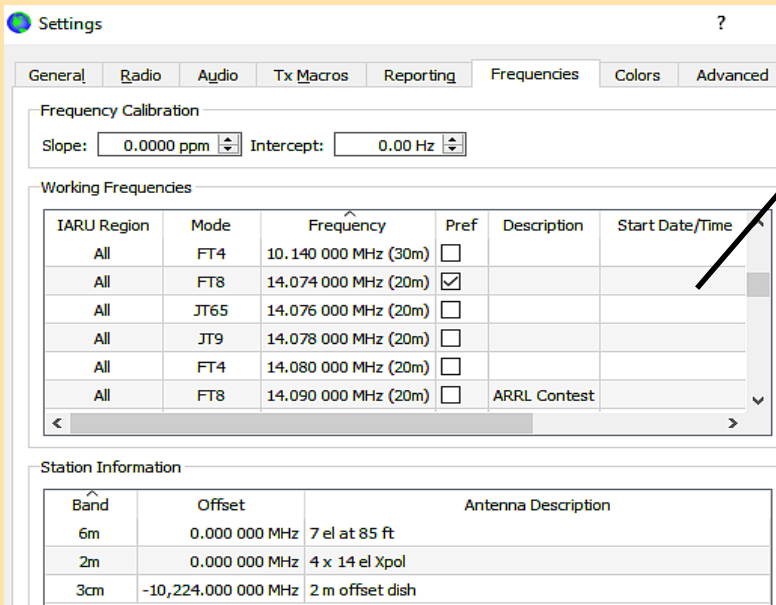 Settings ?
General Radio Audio Tx Macros Reporting Frequencies Colors Advanced
Frequency Calibration
Slope: 0.0000 ppm Intercept: 0.00 Hz
Working Frequencies
IARU Region Mode Frequency Pref Description Start Date/Time
All FT4 10.140 000 MHz (30m)
All FT8 14.074 000 MHz (20m)
All JT65 14.076 000 MHz (20m)
All JT9 14.078 000 MHz (20m)
All FT4 14.080 000 MHz (20m)
All FT8 14.090 000 MHz (20m) ARRL Contest
Station Information
Band Offset Antenna Description
6m 0.000 000 MHz 7 el at 85 ft
2m 0.000 000 MHz 4 x 14 el Xpol
3cm -10,224.000 000 MHz 2 m offset dish